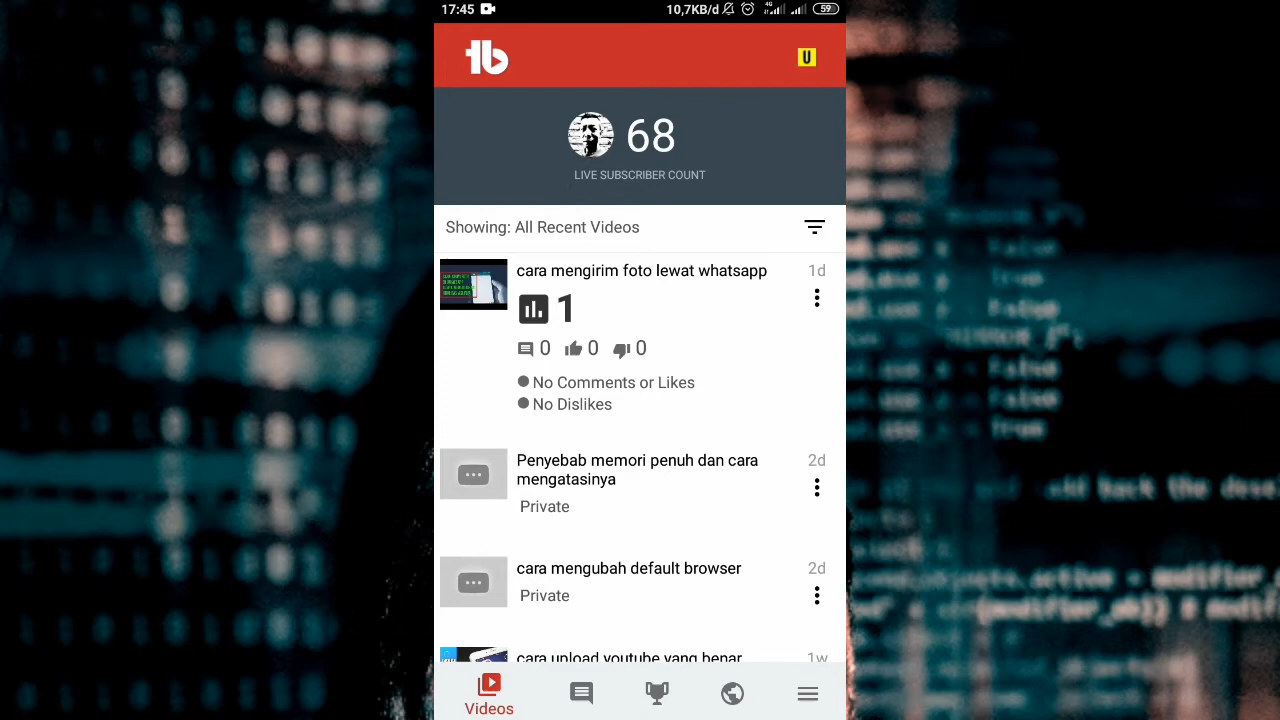 17:45
10,7KB/d
4G
59
tb
U
68
LIVE SUBSCRIBER COUNT
Showing: All Recent Videos
cara mengirim foto lewat whatsapp
1d
1
0
0
0
No Comments or Likes
No Dislikes
Penyebab memori penuh dan cara
mengatasinya
2d
Private
cara mengubah default browser
2d
Private
cara upload youtube yang benar
1w
Videos